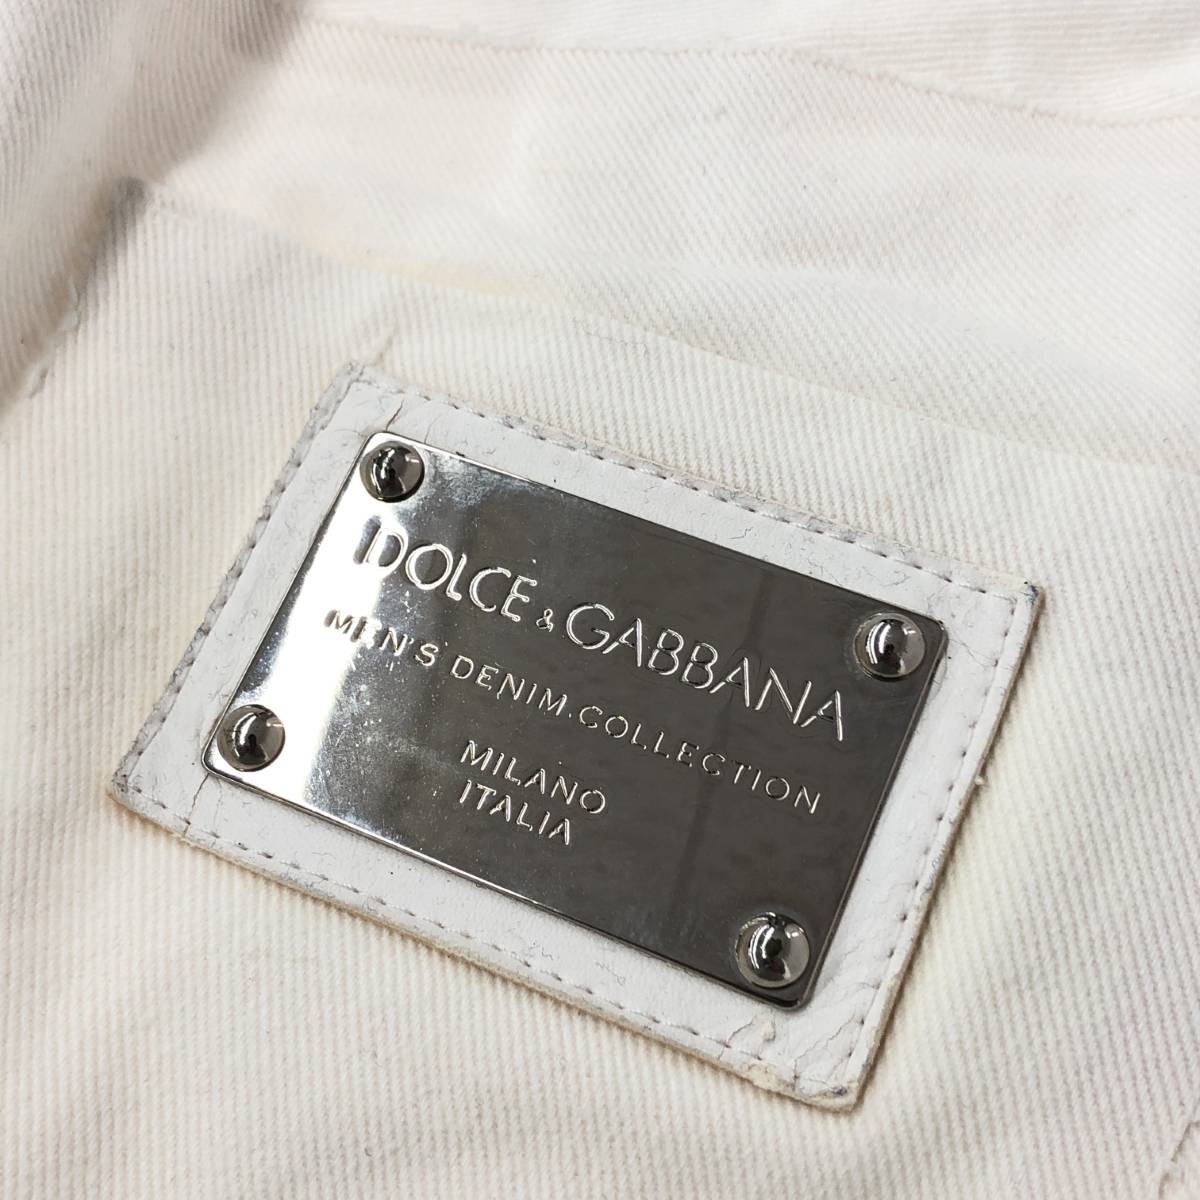 DOLCE & GABBANA
MEN'S DENIM·COLLECTION
MILANO
ITALIA